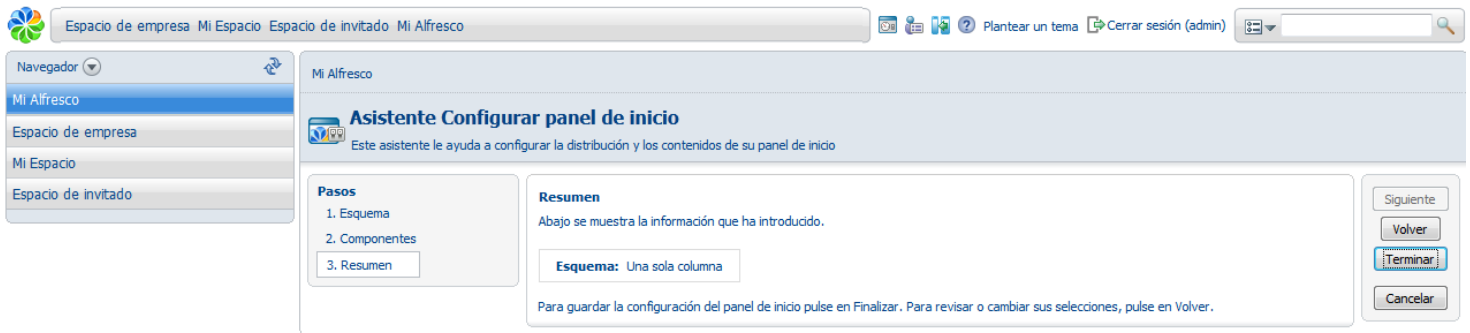 Espacio de empresa Mi Espacio Espacio de invitado Mi Alfresco
Plantear un tema Cerrar sesión (admin)
Navegador
Mi Alfresco
Espacio de empresa
Mi Espacio
Espacio de invitado
Mi Alfresco
Asistente Configurar panel de inicio
Este asistente le ayuda a configurar la distribución y los contenidos de su panel de inicio
Pasos
1. Esquema
2. Componentes
3. Resumen
Resumen
Abajo se muestra la información que ha introducido.
Esquema: Una sola columna
Para guardar la configuración del panel de inicio pulse en Finalizar. Para revisar o cambiar sus selecciones, pulse en Volver.
Siguiente
Volver
Terminar
Cancelar